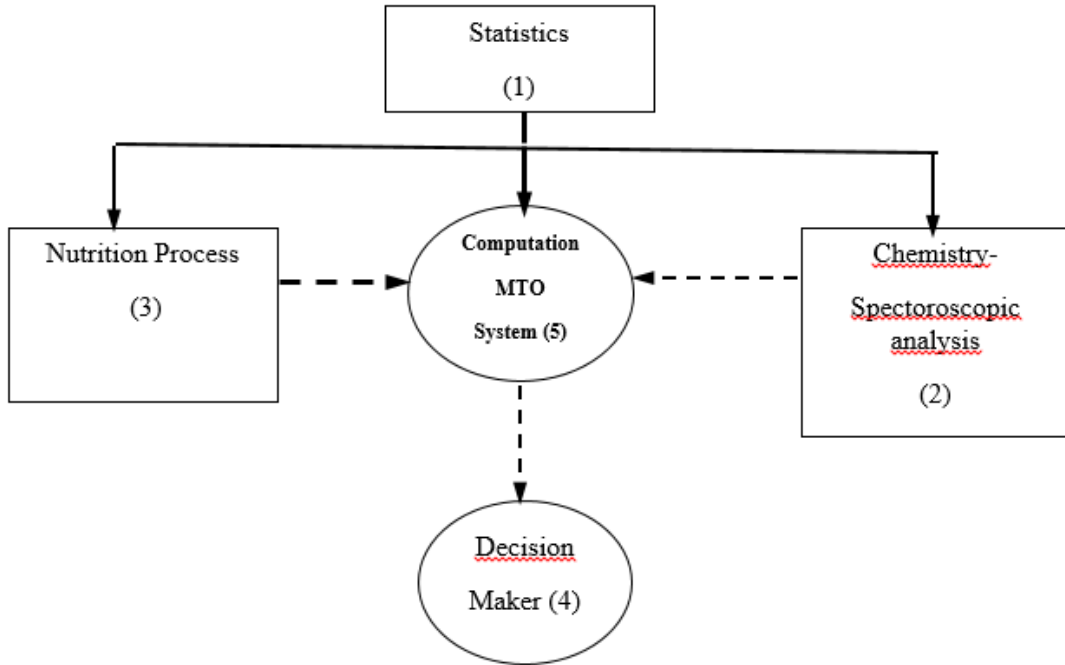 Statistics
(1)
Nutrition Process
(3)
Computation
MTO
System (5)
Chemistry-
Spectoroscopic
analysis
(2)
Decision
Maker (4)